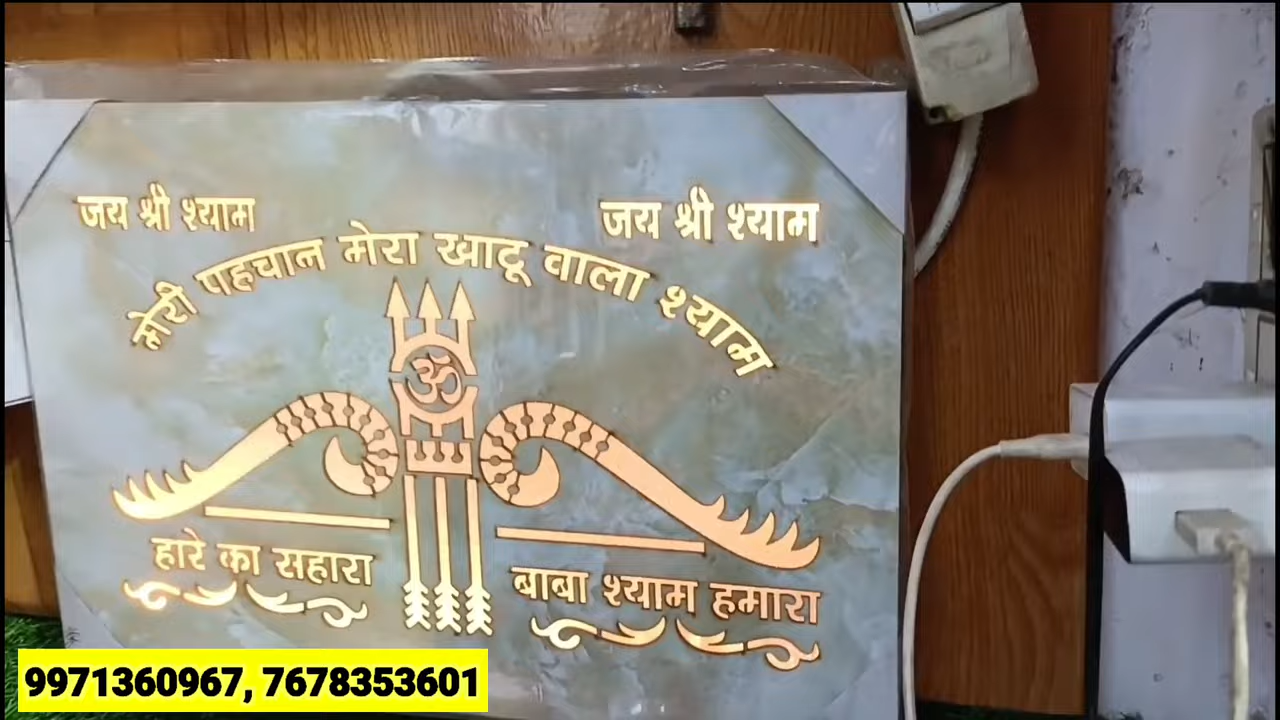 जय श्री श्याम
जय श्री श्याम
मेरी पहचान मेरा खाटू वाला श्याम
ॐ
हारे का सहारा
बाबा श्याम हमारा
9971360967, 7678353601